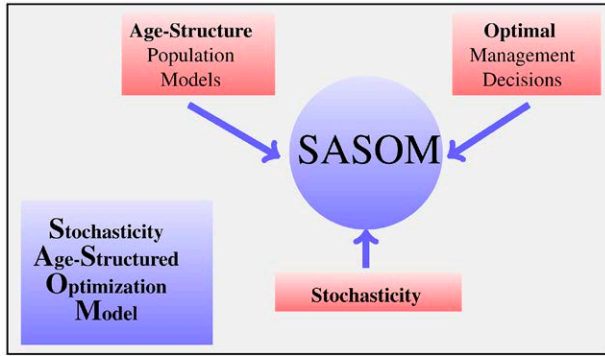 Age-Structure
Population
Models
Optimal
Management
Decisions
SASOM
Stochasticity
Age-Structured
Optimization
Model
Stochasticity